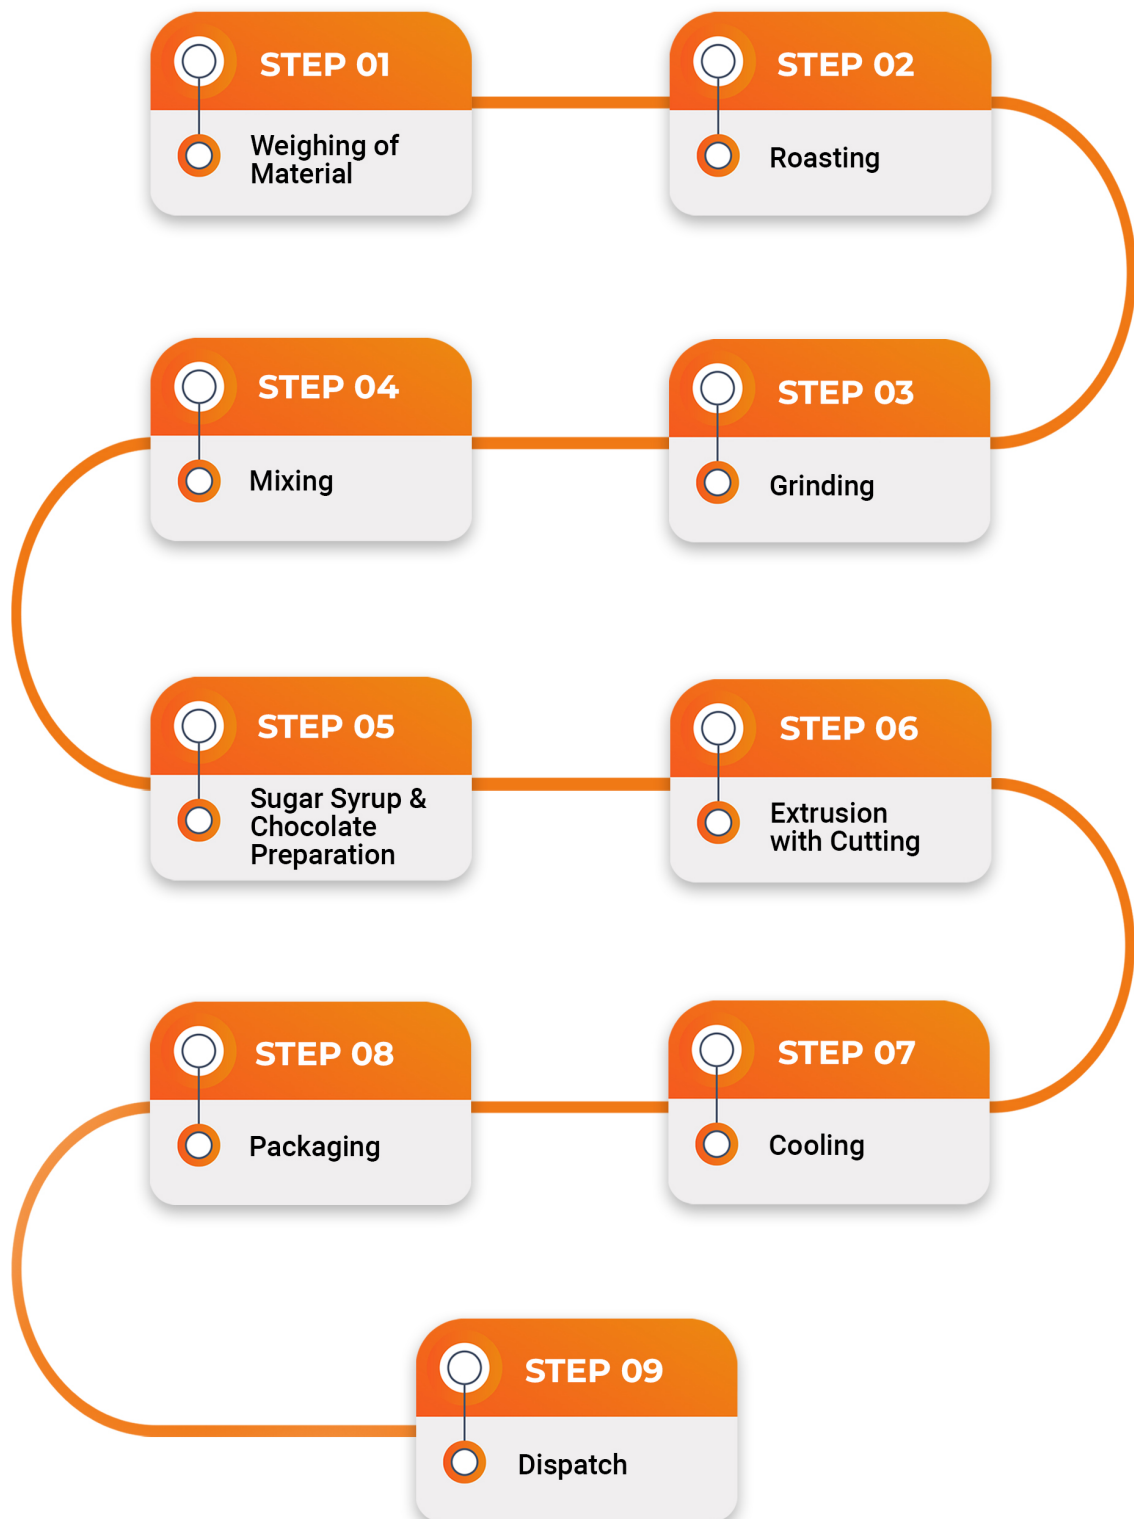 STEP 01
Weighing of
Material
STEP 02
Roasting
STEP 03
Grinding
STEP 04
Mixing
STEP 05
Sugar Syrup &
Chocolate
Preparation
STEP 06
Extrusion
with Cutting
STEP 07
Cooling
STEP 08
Packaging
STEP 09
Dispatch